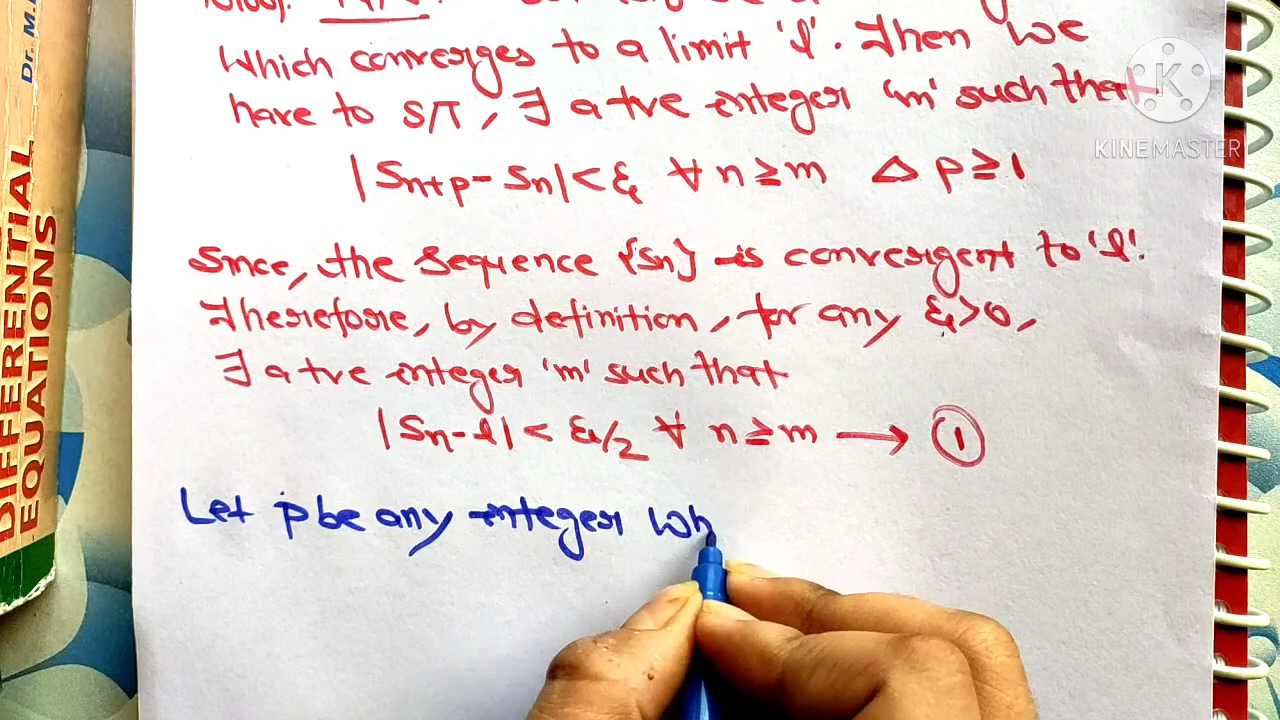 Dr. M.
DIFFERENTIAL
EQUATIONS
KINEMASTER
which converges to a limit 'l'. Then we
have to S/T, ∃ a +ve integer 'm' such that
|Sn+p - Sn| < ε ∀ n ≥ m & p ≥ 1
Since, the sequence {Sn} is convergent to 'l'.
Therefore, by definition, for any ε > 0,
∃ a +ve integer 'm' such that
|Sn - l| < ε/2 ∀ n ≥ m → ①
Let p be any integer wh